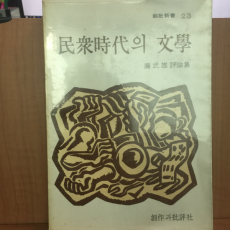 創批新書 23
民衆時代의 文學
廉武雄 評論集
創作과批評社